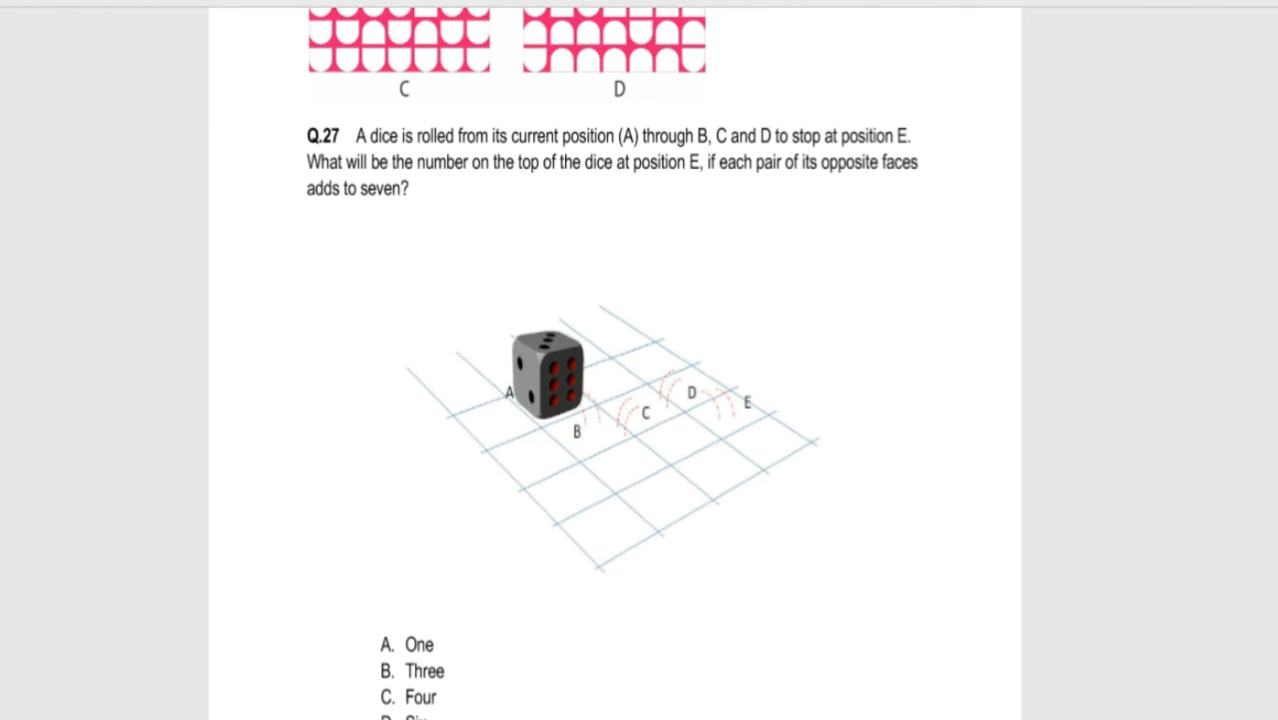 C D
Q.27 A dice is rolled from its current position (A) through B, C and D to stop at position E.
What will be the number on the top of the dice at position E, if each pair of its opposite faces
adds to seven?
A
B
C
D
E
A. One
B. Three
C. Four